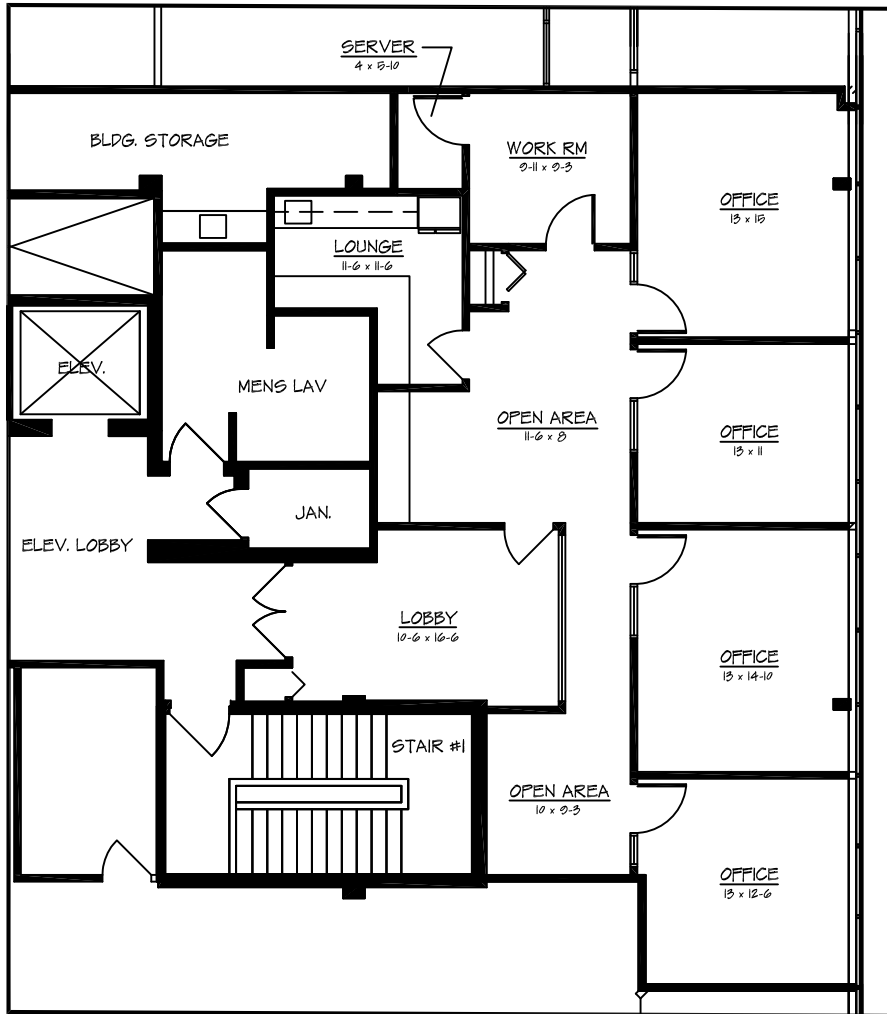 SERVER
4 x 5-10
BLDG. STORAGE
WORK RM
9-11 x 9-3
OFFICE
13 x 15
LOUNGE
11-6 x 11-6
ELEV.
MENS LAV
OPEN AREA
11-6 x 8
OFFICE
13 x 11
JAN.
ELEV. LOBBY
LOBBY
10-6 x 16-6
OFFICE
13 x 14-10
STAIR #1
OPEN AREA
10 x 9-3
OFFICE
13 x 12-6